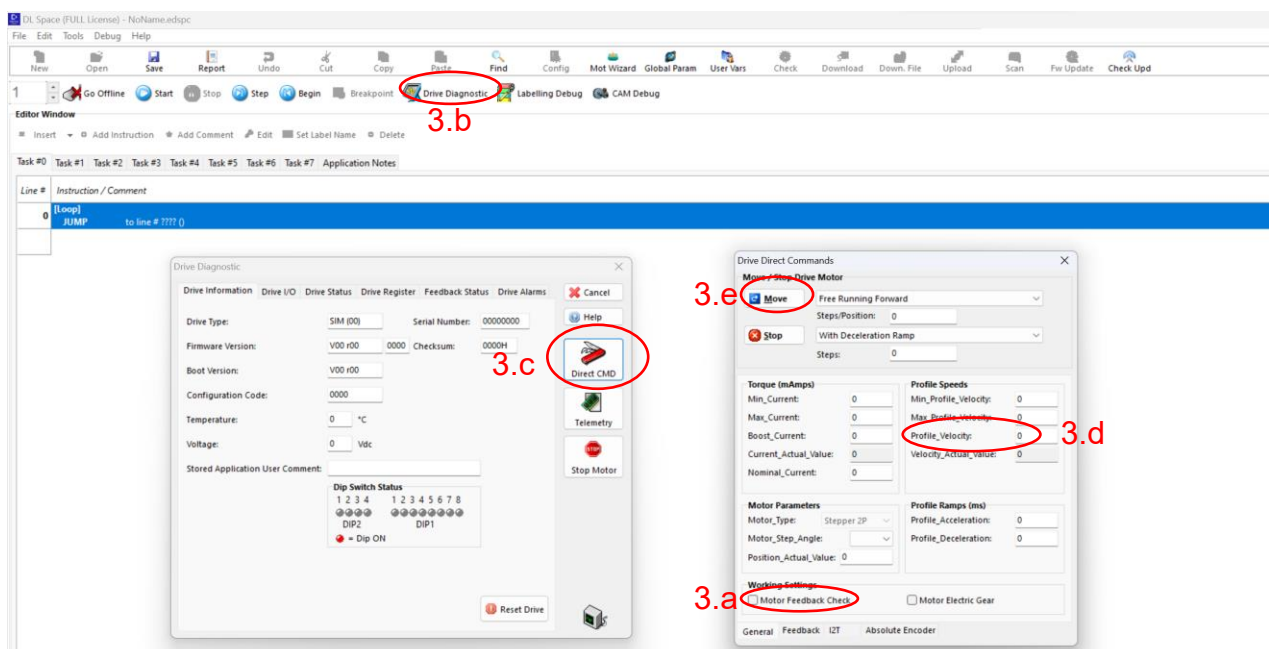 DL Space (FULL License) - NoName.edspc
File Edit Tools Debug Help
New Open Save Report Undo Cut Copy Paste Find Config Mot Wizard Global Param User Vars Check Download Down. File Upload Scan Fw Update Check Upd
1 Go Offline Start Stop Step Begin Breakpoint Drive Diagnostic Labelling Debug CAM Debug
3.b
Editor Window
Insert Add Instruction Add Comment Edit Set Label Name Delete
Task #0 Task #1 Task #2 Task #3 Task #4 Task #5 Task #6 Task #7 Application Notes
Line # Instruction / Comment
0 [Loop]
JUMP to line # ???? ()
Drive Diagnostic
Drive Information Drive I/O Drive Status Drive Register Feedback Status Drive Alarms
Drive Type: SIM (00) Serial Number: 00000000
Firmware Version: V00 r00 0000 Checksum: 0000H
Boot Version: V00 r00
Configuration Code: 0000
Temperature: 0 °C
Voltage: 0 Vdc
Stored Application User Comment:
Dip Switch Status
1 2 3 4 1 2 3 4 5 6 7 8
DIP2 DIP1
= Dip ON
Reset Drive
Cancel
Help
3.c
Direct CMD
Telemetry
STOP
Stop Motor
Drive Direct Commands
Move / Stop Drive Motor
3.e
Move Free Running Forward
Steps/Position: 0
Stop With Deceleration Ramp
Steps: 0
Torque (mAmps)
Min_Current: 0
Max_Current: 0
Boost_Current: 0
Current_Actual_Value: 0
Nominal_Current: 0
Profile Speeds
Min_Profile_Velocity: 0
Max_Profile_Velocity: 0
Profile_Velocity: 0
3.d
Velocity_Actual_Value: 0
Motor Parameters
Motor_Type: Stepper 2P
Motor_Step_Angle:
Position_Actual_Value: 0
Profile Ramps (ms)
Profile_Acceleration: 0
Profile_Deceleration: 0
Working Settings
3.a
Motor Feedback Check Motor Electric Gear
General Feedback I2T Absolute Encoder